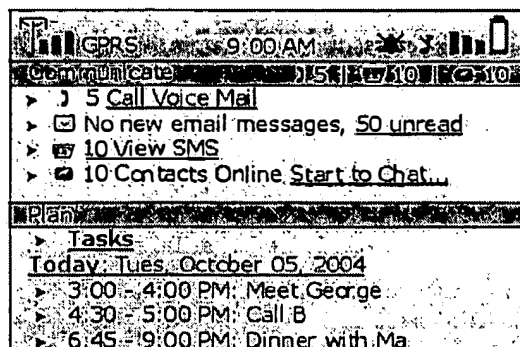 GPRS 9:00 AM
Communicate 5 10 10
5 Call Voice Mail
No new email messages, 50 unread
10 View SMS
10 Contacts Online Start to Chat...
Plan
Tasks
Today: Tues, October 05, 2004
3:00 - 4:00 PM: Meet George
4:30 - 5:00 PM: Call B
6:45 - 9:00 PM: Dinner with Ma